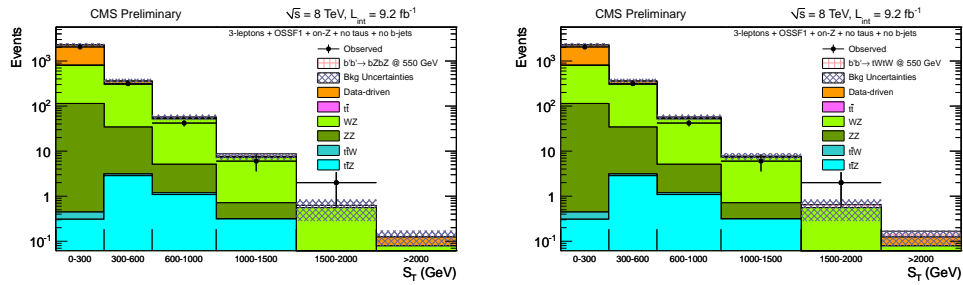 CMS Preliminary √s = 8 TeV, L_int = 9.2 fb⁻¹
3-leptons + OSSF1 + on-Z + no taus + no b-jets
Events
10³
10²
10
1
10⁻¹
Observed
b'b'→ bZbZ @ 550 GeV
Bkg Uncertainties
Data-driven
tt̄
WZ
ZZ
tt̄W
tt̄Z
0-300 300-600 600-1000 1000-1500 1500-2000 >2000
S_T (GeV)
CMS Preliminary √s = 8 TeV, L_int = 9.2 fb⁻¹
3-leptons + OSSF1 + on-Z + no taus + no b-jets
Events
10³
10²
10
1
10⁻¹
Observed
b'b'→ tWtW @ 550 GeV
Bkg Uncertainties
Data-driven
tt̄
WZ
ZZ
tt̄W
tt̄Z
0-300 300-600 600-1000 1000-1500 1500-2000 >2000
S_T (GeV)